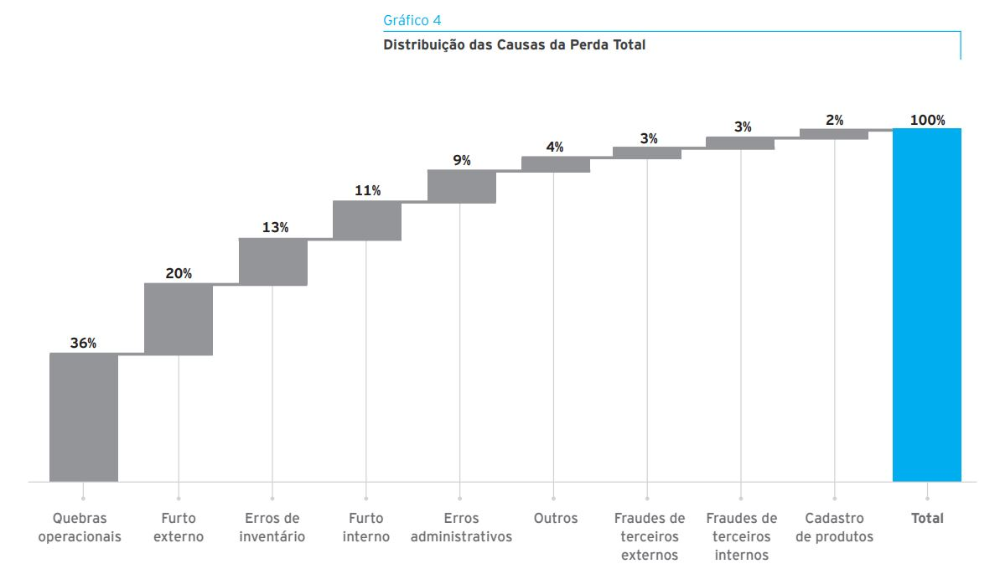 Gráfico 4
Distribuição das Causas da Perda Total
36%
20%
13%
11%
9%
4%
3%
3%
2%
100%
Quebras
operacionais
Furto
externo
Erros de
inventário
Furto
interno
Erros
administrativos
Outros
Fraudes de
terceiros
externos
Fraudes de
terceiros
internos
Cadastro
de produtos
Total